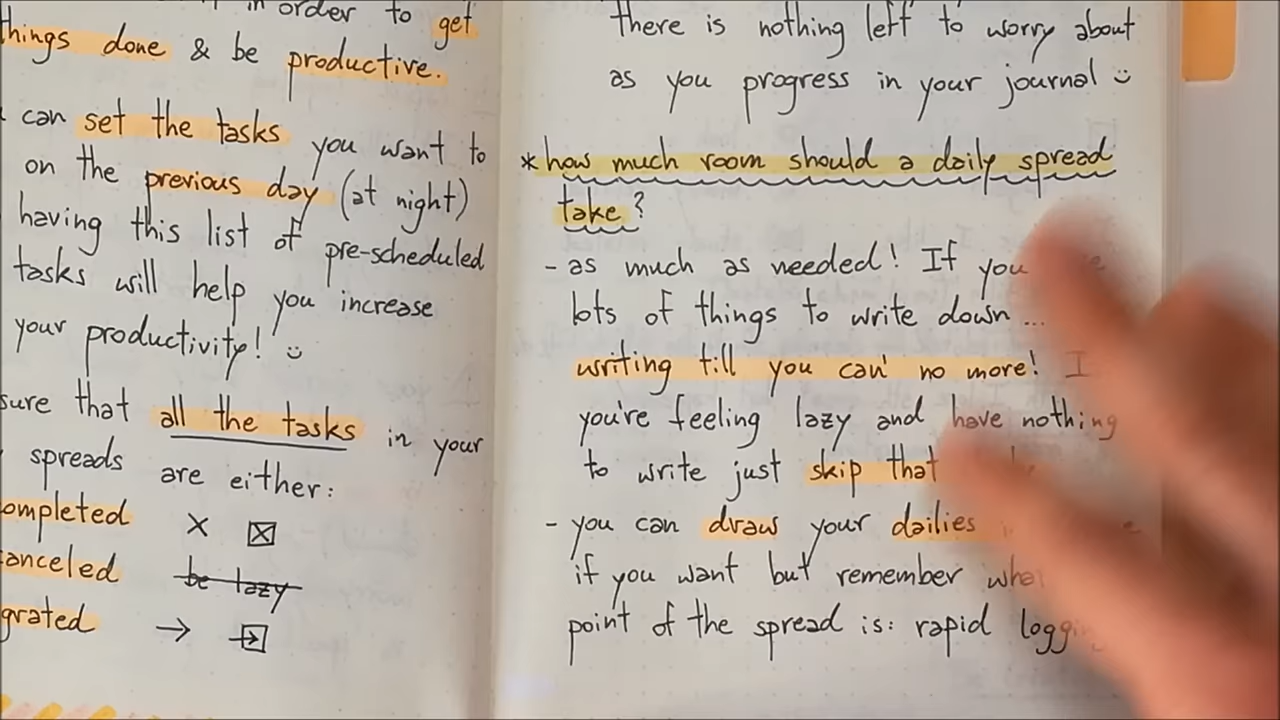 in order to get
things done & be productive.
can set the tasks you want to
on the previous day (at night)
having this list of pre-scheduled
tasks will help you increase
your productivity! :)
sure that all the tasks in your
spreads are either:
completed x
canceled be lazy
grated →
there is nothing left to worry about
as you progress in your journal :)
* how much room should a daily spread
take?
- as much as needed! If you
lots of things to write down...
writing till you can' no more! I
you're feeling lazy and have nothing
to write just skip that
- you can draw your dailies
if you want but remember
point of the spread is: rapid logging